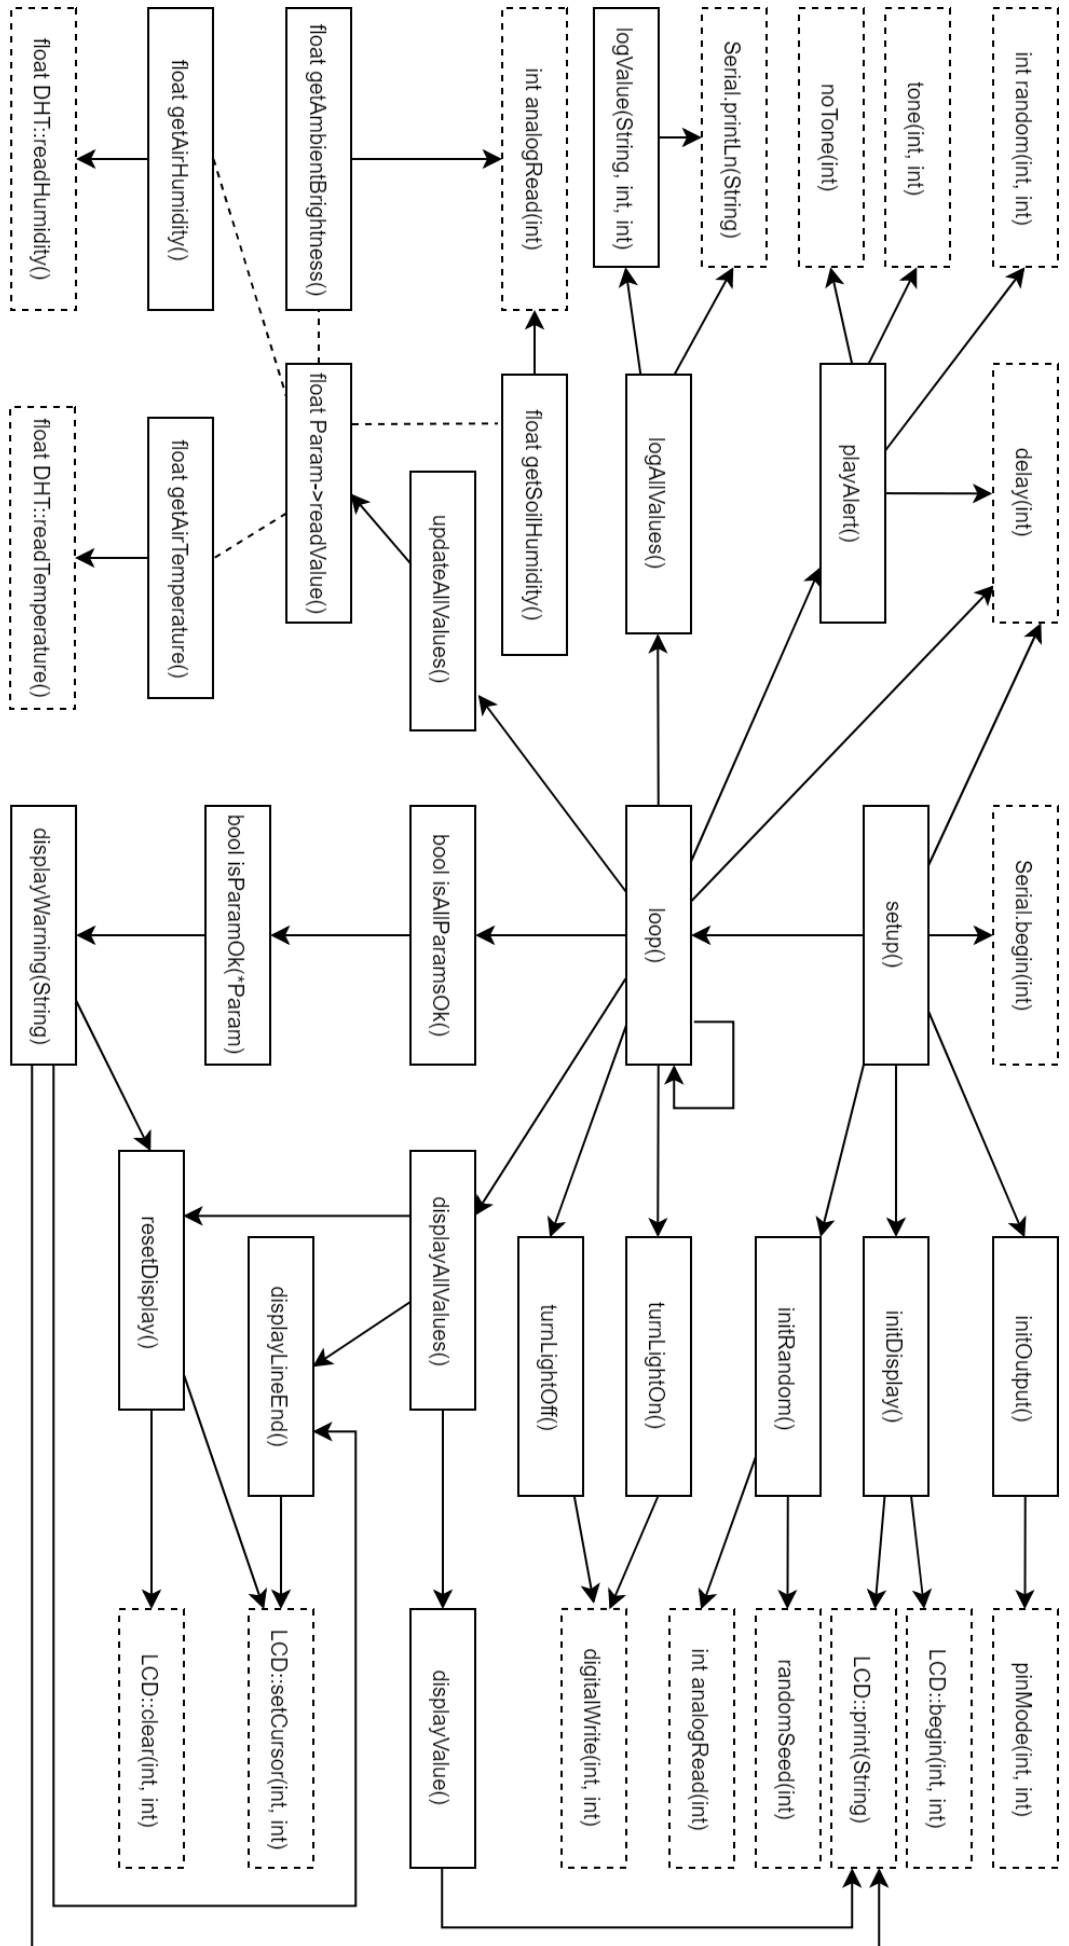 int random(int, int)
delay(int)
Serial.begin(int)
initOutput()
pinMode(int, int)
tone(int, int)
noTone(int)
playAlert()
setup()
initDisplay()
LCD::begin(int, int)
LCD::print(String)
initRandom()
randomSeed(int)
int analogRead(int)
Serial.printLn(String)
logValue(String, int, int)
logAllValues()
loop()
turnLightOn()
turnLightOff()
digitalWrite(int, int)
int analogRead(int)
float getSoilHumidity()
updateAllValues()
bool isAllParamsOk()
displayAllValues()
displayValue()
float getAmbientBrightness()
float Param->readValue()
displayLineEnd()
LCD::setCursor(int, int)
float getAirHumidity()
float getAirTemperature()
bool isParamOk(*Param)
resetDisplay()
LCD::clear(int, int)
float DHT::readHumidity()
float DHT::readTemperature()
displayWarning(String)